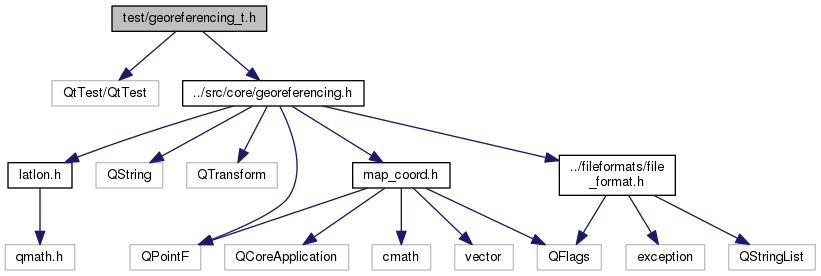 test/georeferencing_t.h
QtTest/QtTest
../src/core/georeferencing.h
latlon.h
QString
QTransform
map_coord.h
../fileformats/file
_format.h
qmath.h
QPointF
QCoreApplication
cmath
vector
QFlags
exception
QStringList